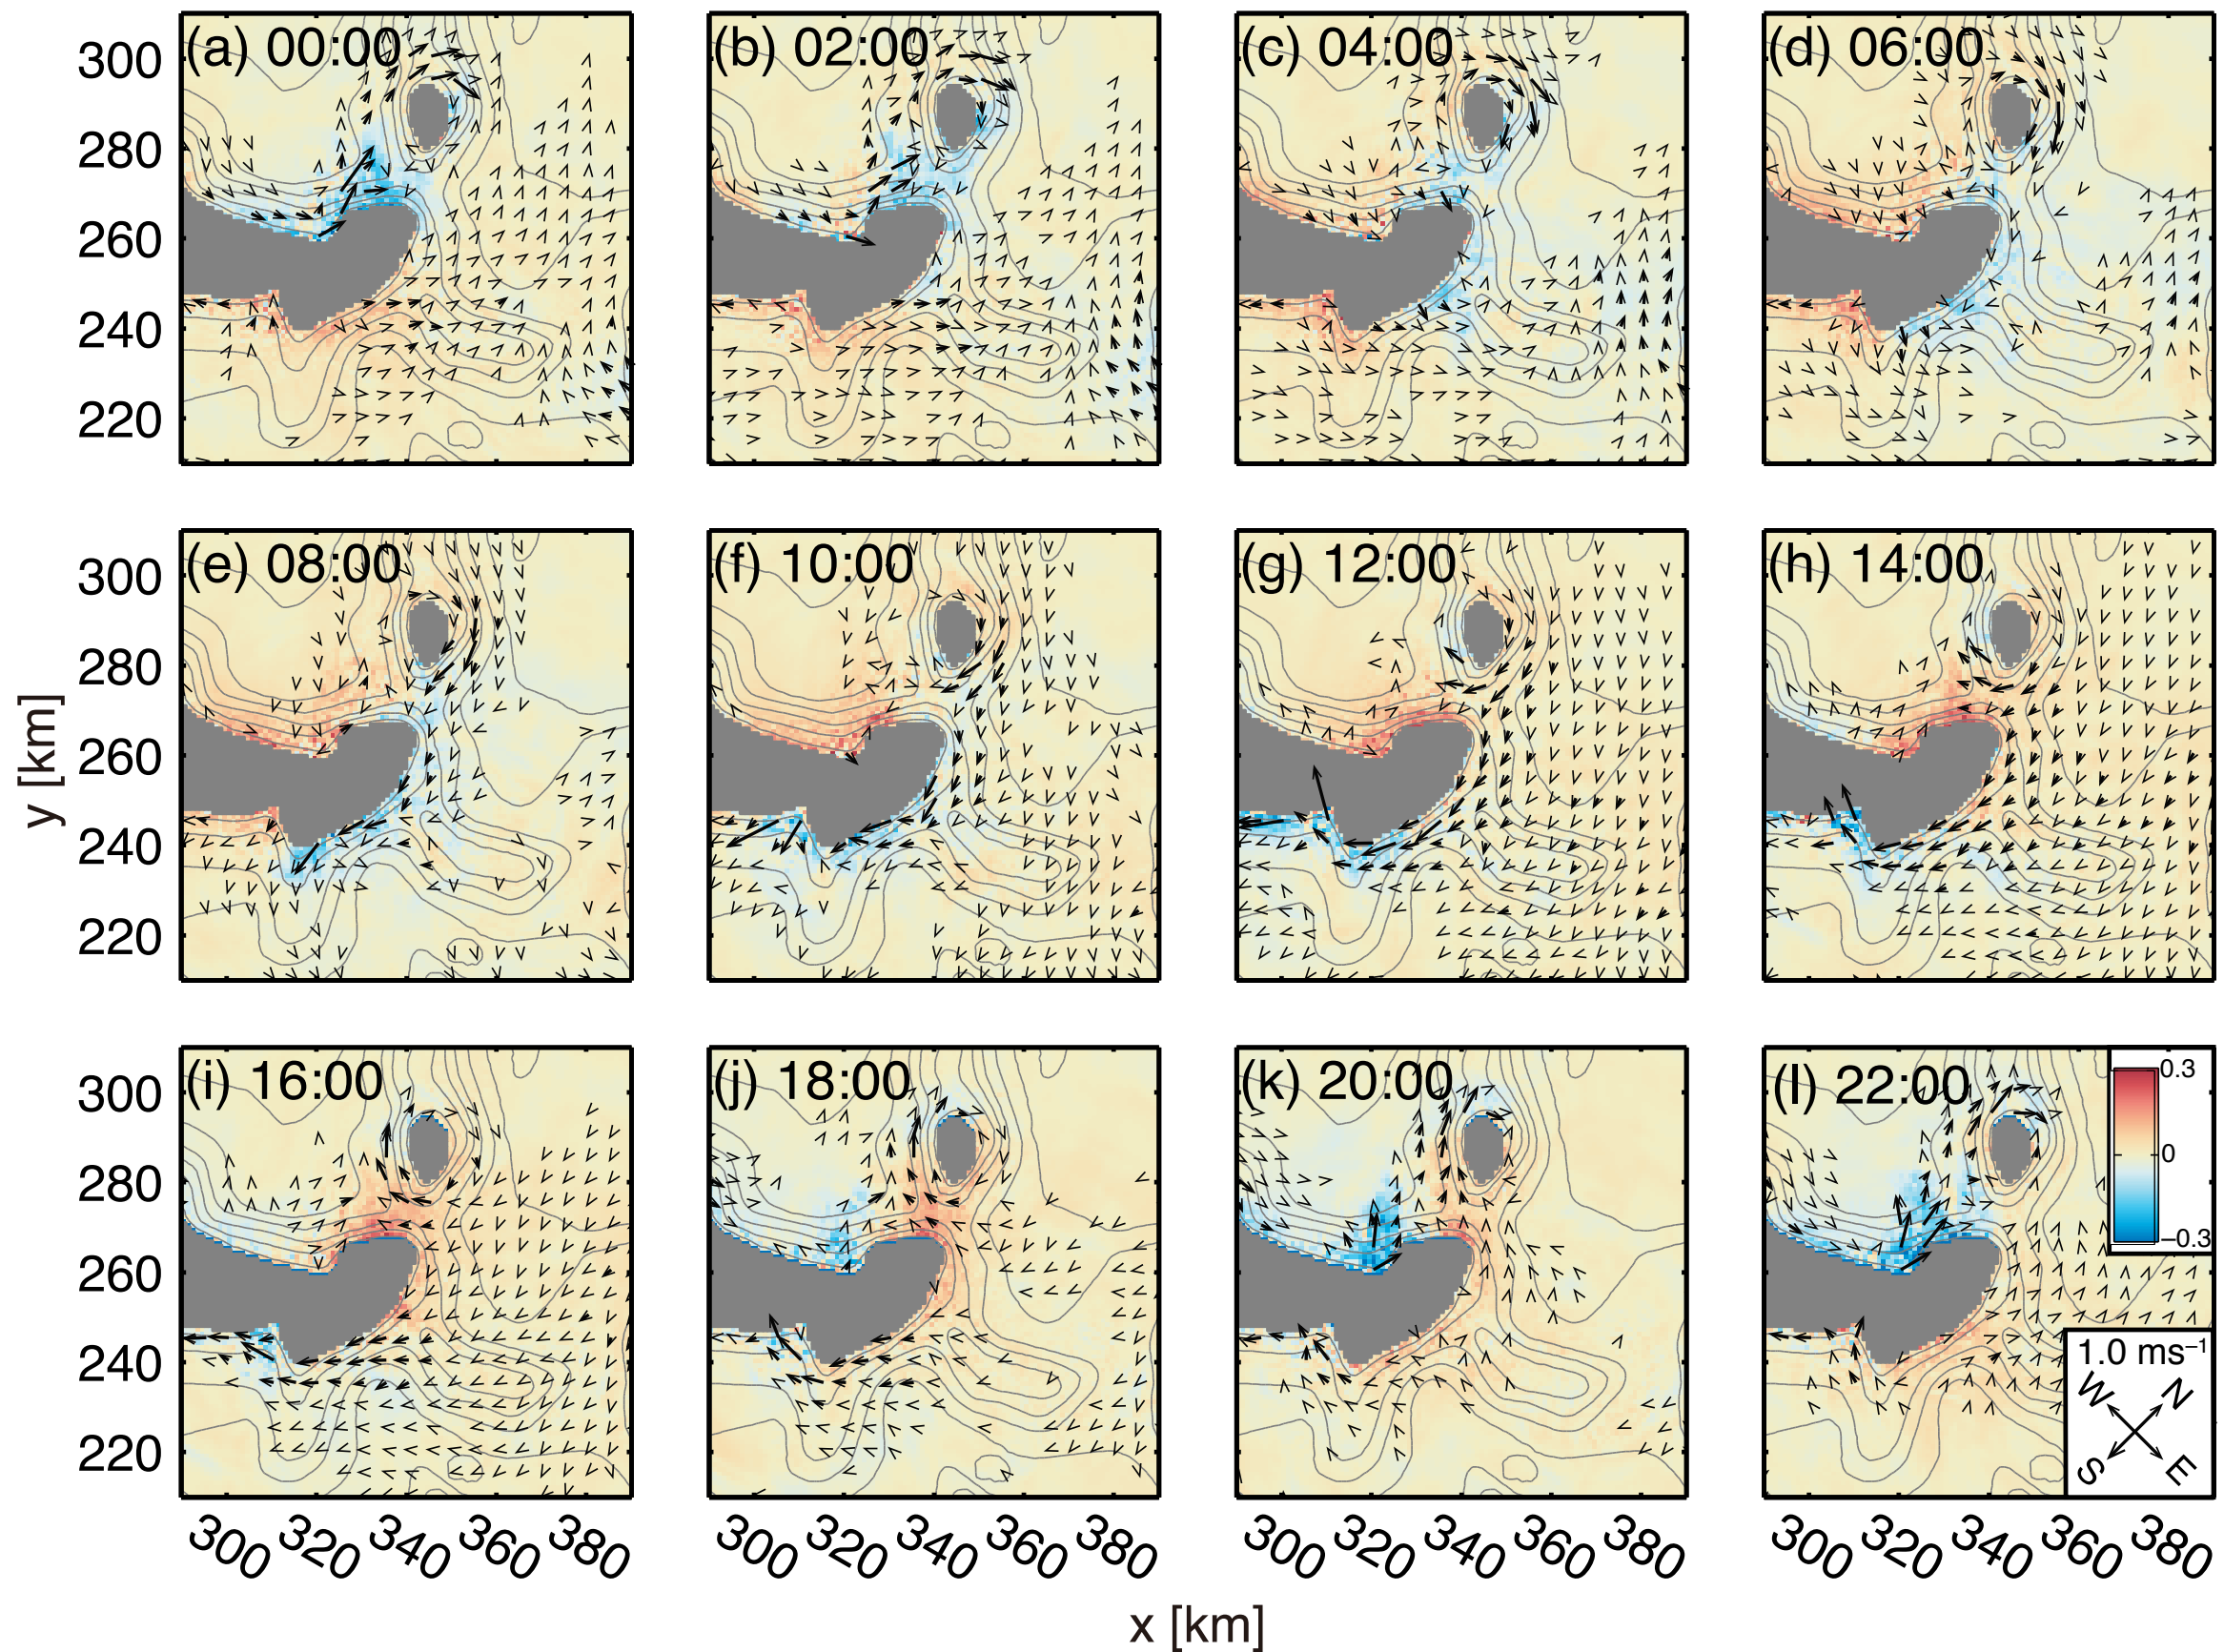 (a) 00:00
(b) 02:00
(c) 04:00
(d) 06:00
300
280
260
240
220
(e) 08:00
(f) 10:00
(g) 12:00
(h) 14:00
300
280
260
240
220
y [km]
(i) 16:00
(j) 18:00
(k) 20:00
(l) 22:00
300
280
260
240
220
0.3
0
−0.3
1.0 ms⁻¹
W
N
S
E
300
320
340
360
380
300
320
340
360
380
300
320
340
360
380
300
320
340
360
380
x [km]